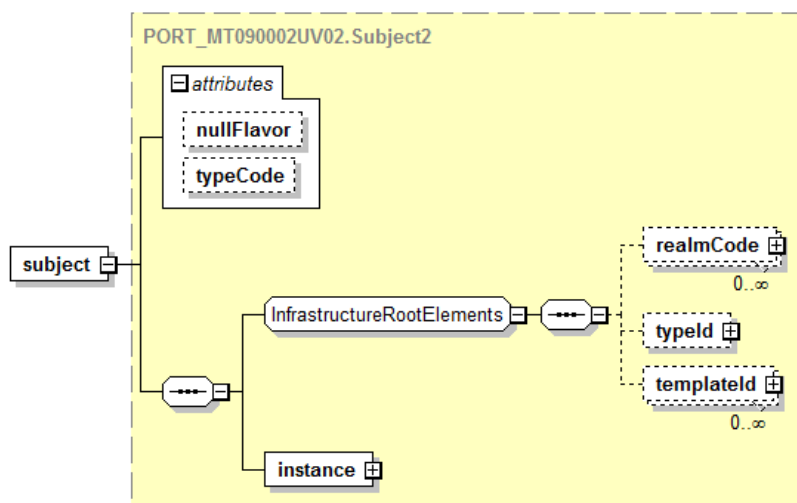 PORT_MT090002UV02.Subject2
attributes
nullFlavor
typeCode
subject
realmCode
0..∞
InfrastructureRootElements
typeId
templateId
0..∞
instance